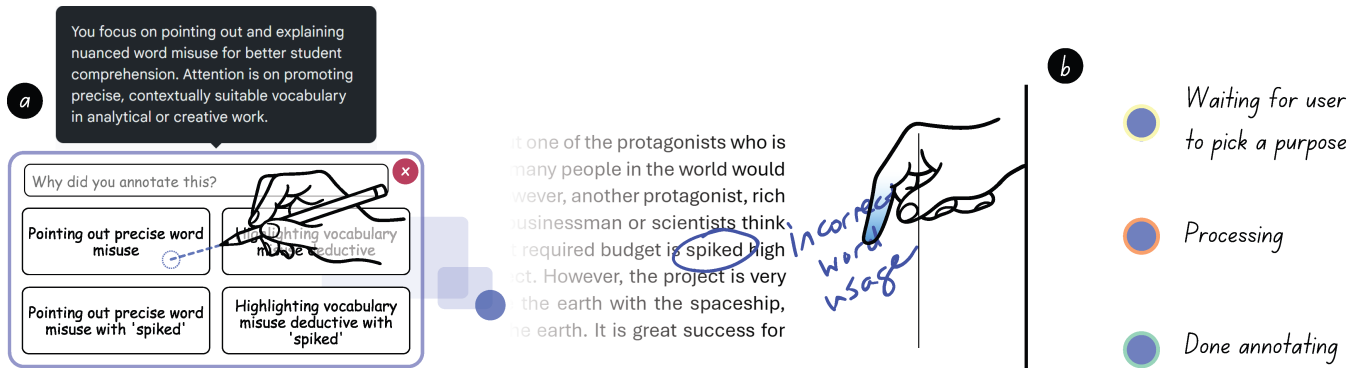 a
You focus on pointing out and explaining
nuanced word misuse for better student
comprehension. Attention is on promoting
precise, contextually suitable vocabulary
in analytical or creative work.
Why did you annotate this?
x
Pointing out precise word
misuse
Highlighting vocabulary
misuse deductive
Pointing out precise word
misuse with 'spiked'
Highlighting vocabulary
misuse deductive with
'spiked'
t one of the protagonists who is
many people in the world would
wever, another protagonist, rich
usinessman or scientists think
t required budget is spiked high
ct. However, the project is very
the earth with the spaceship,
ne earth. It is great success for
incorrect
word
usage
b
Waiting for user
to pick a purpose
Processing
Done annotating